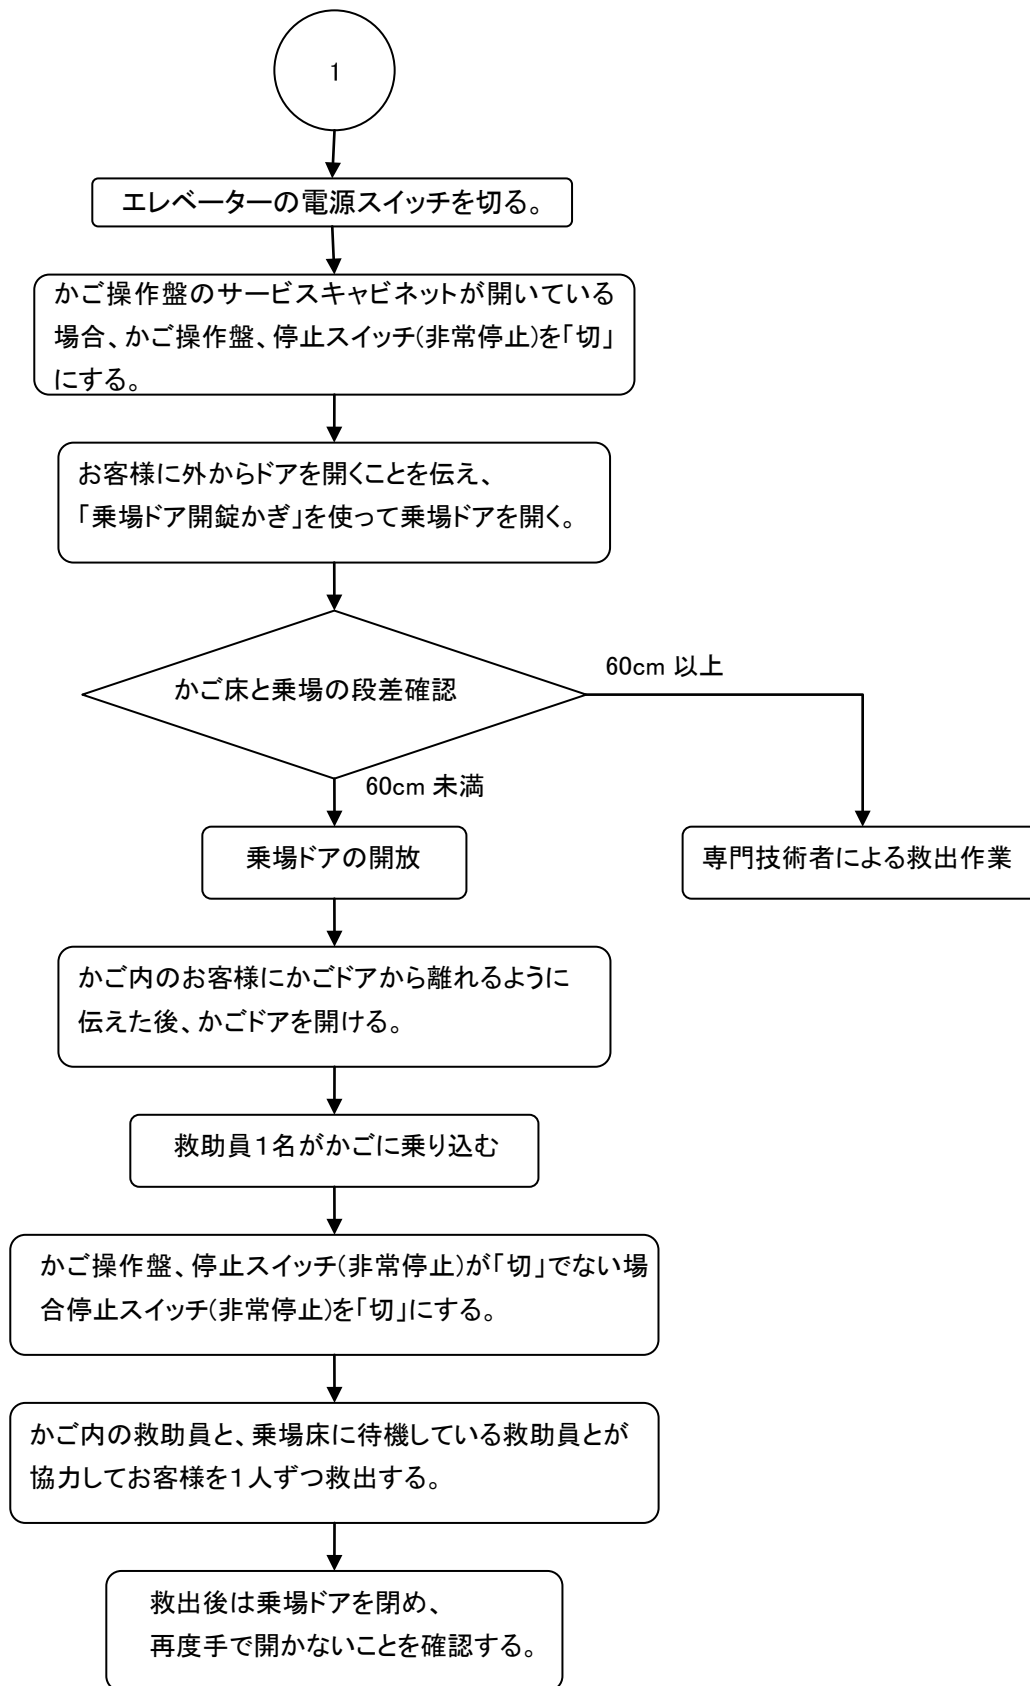 1
エレベーターの電源スイッチを切る。
かご操作盤のサービスキャビネットが開いている
場合、かご操作盤、停止スイッチ(非常停止)を「切」
にする。
お客様に外からドアを開くことを伝え、
「乗場ドア開錠かぎ」を使って乗場ドアを開く。
かご床と乗場の段差確認
60cm 以上
60cm 未満
乗場ドアの開放
専門技術者による救出作業
かご内のお客様にかごドアから離れるように
伝えた後、かごドアを開ける。
救助員１名がかごに乗り込む
かご操作盤、停止スイッチ(非常停止)が「切」でない場
合停止スイッチ(非常停止)を「切」にする。
かご内の救助員と、乗場床に待機している救助員とが
協力してお客様を１人ずつ救出する。
救出後は乗場ドアを閉め、
再度手で開かないことを確認する。